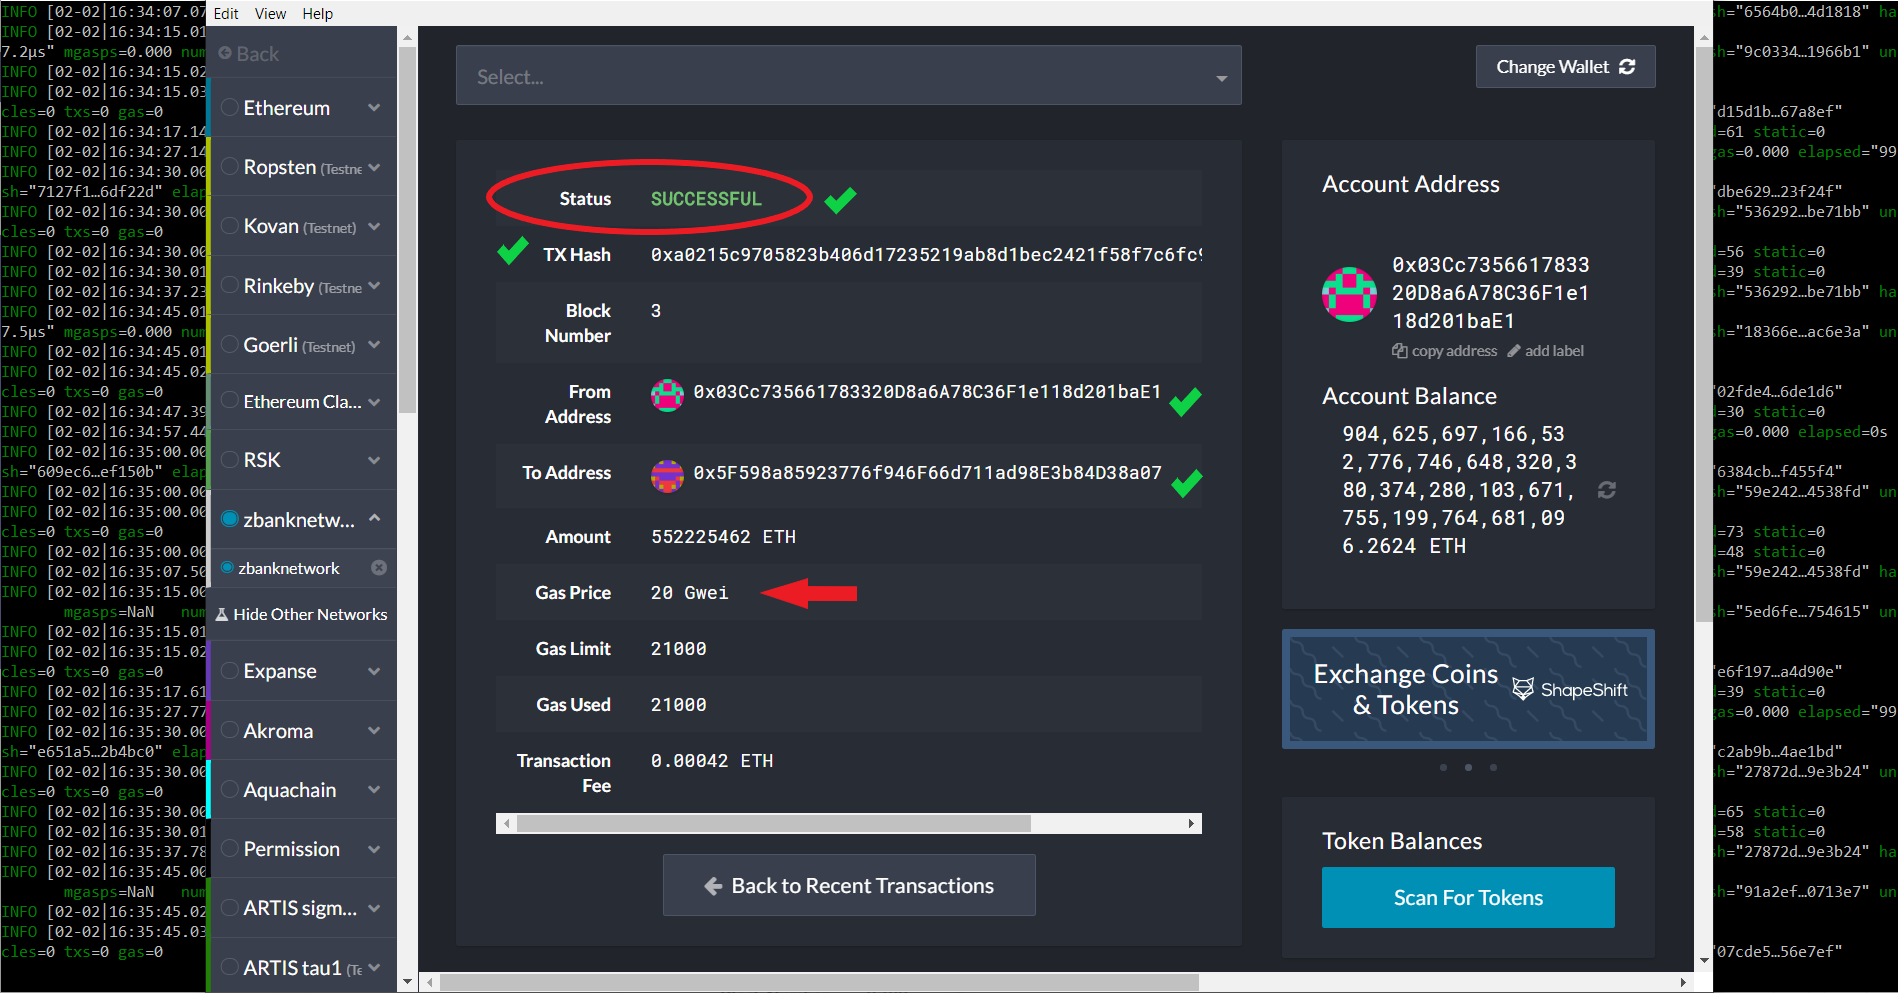 Edit View Help
INFO [02-02|16:34:07.07
INFO [02-02|16:34:15.01
7.2µs" mgasps=0.000 num
INFO [02-02|16:34:15.02
INFO [02-02|16:34:15.03
cles=0 txs=0 gas=0
INFO [02-02|16:34:17.14
INFO [02-02|16:34:27.14
INFO [02-02|16:34:30.00
sh="7127f1…6df22d" elap
INFO [02-02|16:34:30.00
cles=0 txs=0 gas=0
INFO [02-02|16:34:30.00
INFO [02-02|16:34:30.01
INFO [02-02|16:34:37.23
INFO [02-02|16:34:45.01
7.5µs" mgasps=0.000 num
INFO [02-02|16:34:45.01
INFO [02-02|16:34:45.02
cles=0 txs=0 gas=0
INFO [02-02|16:34:47.39
INFO [02-02|16:34:57.44
INFO [02-02|16:35:00.00
sh="609ec6…ef150b" elap
INFO [02-02|16:35:00.00
INFO [02-02|16:35:00.00
cles=0 txs=0 gas=0
INFO [02-02|16:35:00.00
INFO [02-02|16:35:07.50
INFO [02-02|16:35:15.00
mgasps=NaN num
INFO [02-02|16:35:15.01
INFO [02-02|16:35:15.02
cles=0 txs=0 gas=0
INFO [02-02|16:35:17.61
INFO [02-02|16:35:27.77
INFO [02-02|16:35:30.00
sh="e651a5…2b4bc0" elap
INFO [02-02|16:35:30.00
cles=0 txs=0 gas=0
INFO [02-02|16:35:30.00
INFO [02-02|16:35:30.01
INFO [02-02|16:35:37.78
INFO [02-02|16:35:45.00
mgasps=NaN num
INFO [02-02|16:35:45.02
INFO [02-02|16:35:45.03
cles=0 txs=0 gas=0
Back
Ethereum
Ropsten (Testne
Kovan (Testnet)
Rinkeby (Testne
Goerli (Testnet)
Ethereum Cla...
RSK
zbanknetw...
zbanknetwork
Hide Other Networks
Expanse
Akroma
Aquachain
Permission
ARTIS sigm...
ARTIS tau1 (Te
Select...
Change Wallet
Status SUCCESSFUL
TX Hash 0xa0215c9705823b406d17235219ab8d1bec2421f58f7c6fc9
Block Number 3
From Address 0x03Cc735661783320D8a6A78C36F1e118d201baE1
To Address 0x5F598a85923776f946F66d711ad98E3b84D38a07
Amount 552225462 ETH
Gas Price 20 Gwei
Gas Limit 21000
Gas Used 21000
Transaction Fee 0.00042 ETH
Back to Recent Transactions
Account Address
0x03Cc7356617833
20D8a6A78C36F1e1
18d201baE1
copy address add label
Account Balance
904,625,697,166,53
2,776,746,648,320,3
80,374,280,103,671,
755,199,764,681,09
6.2624 ETH
Exchange Coins
& Tokens
ShapeShift
Token Balances
Scan For Tokens
sh="6564b0…4d1818" ha
sh="9c0334…1966b1" un
d15d1b…67a8ef"
d=61 static=0
gas=0.000 elapsed="99
dbe629…23f24f"
sh="536292…be71bb" un
d=56 static=0
d=39 static=0
sh="536292…be71bb" ha
sh="18366e…ac6e3a" un
02fde4…6de1d6"
d=30 static=0
gas=0.000 elapsed=0s
6384cb…f455f4"
sh="59e242…4538fd" un
d=73 static=0
d=48 static=0
sh="59e242…4538fd" ha
sh="5ed6fe…754615" un
e6f197…a4d90e"
d=39 static=0
gas=0.000 elapsed="99
c2ab9b…4ae1bd"
sh="27872d…9e3b24" un
d=65 static=0
d=58 static=0
sh="27872d…9e3b24" ha
sh="91a2ef…0713e7" un
07cde5…56e7ef"